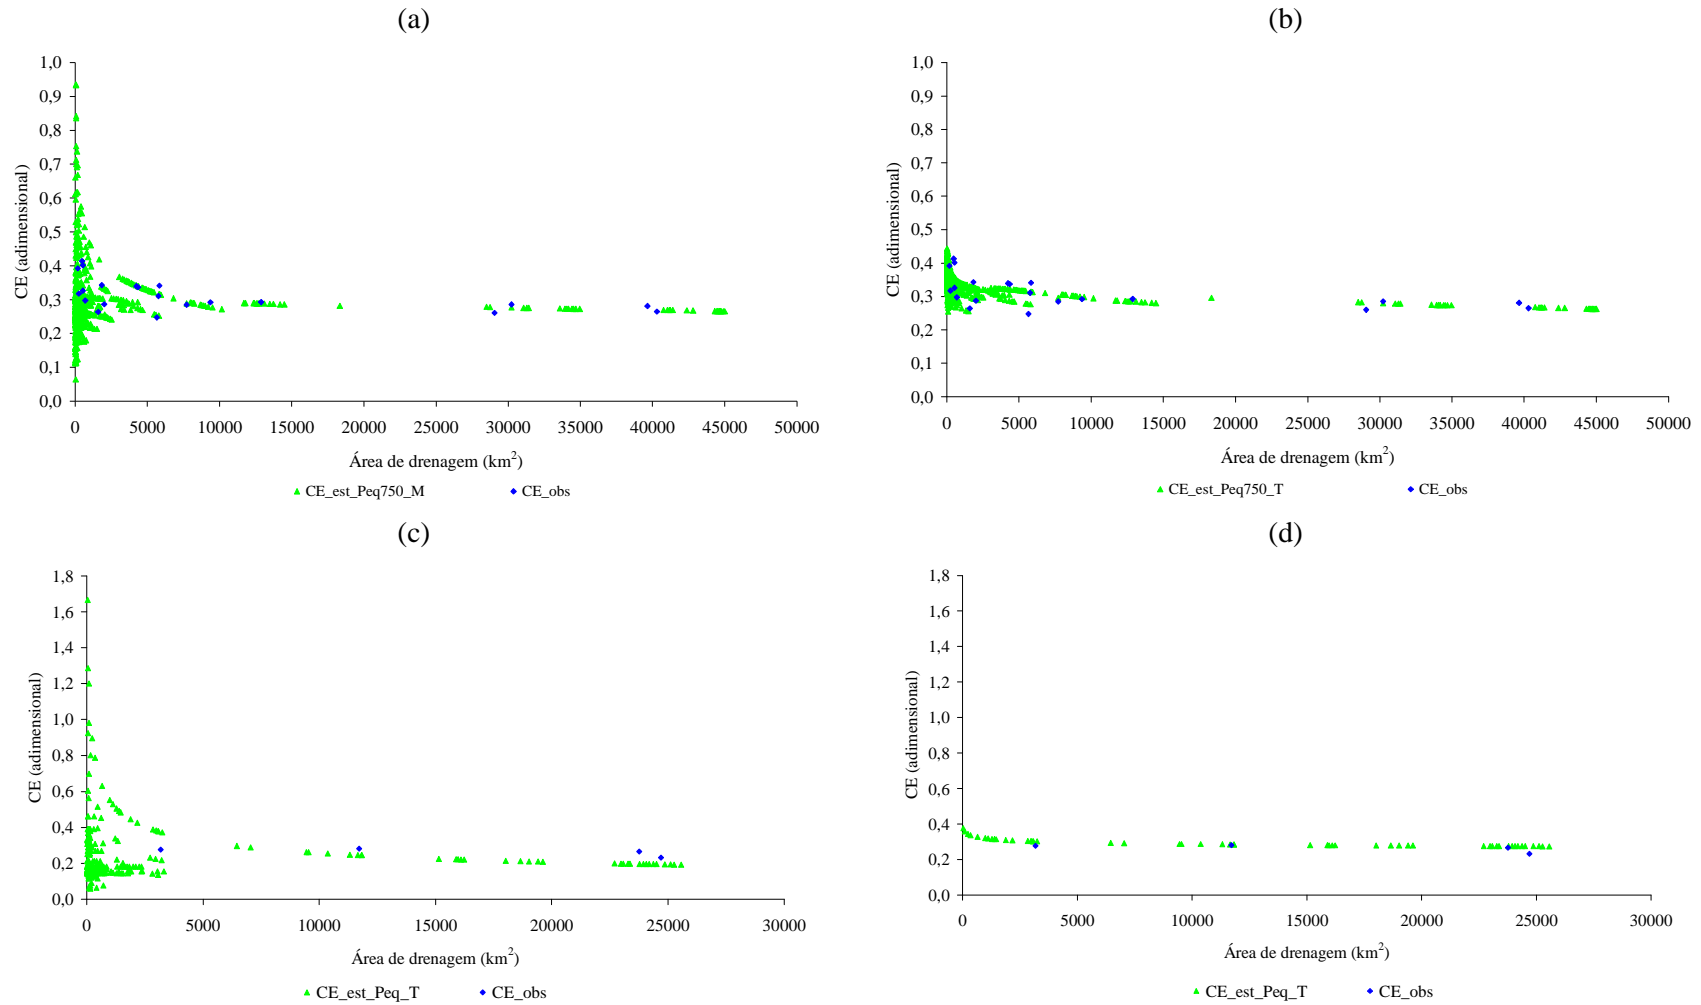 (a)
CE (adimensional)
1,0
0,9
0,8
0,7
0,6
0,5
0,4
0,3
0,2
0,1
0,0
0 5000 10000 15000 20000 25000 30000 35000 40000 45000 50000
Área de drenagem (km²)
CE_est_Peq750_M CE_obs
(b)
CE (adimensional)
1,0
0,9
0,8
0,7
0,6
0,5
0,4
0,3
0,2
0,1
0,0
0 5000 10000 15000 20000 25000 30000 35000 40000 45000 50000
Área de drenagem (km²)
CE_est_Peq750_T CE_obs
(c)
CE (adimensional)
1,8
1,6
1,4
1,2
1,0
0,8
0,6
0,4
0,2
0,0
0 5000 10000 15000 20000 25000 30000
Área de drenagem (km²)
CE_est_Peq_T CE_obs
(d)
CE (adimensional)
1,8
1,6
1,4
1,2
1,0
0,8
0,6
0,4
0,2
0,0
0 5000 10000 15000 20000 25000 30000
Área de drenagem (km²)
CE_est_Peq_T CE_obs